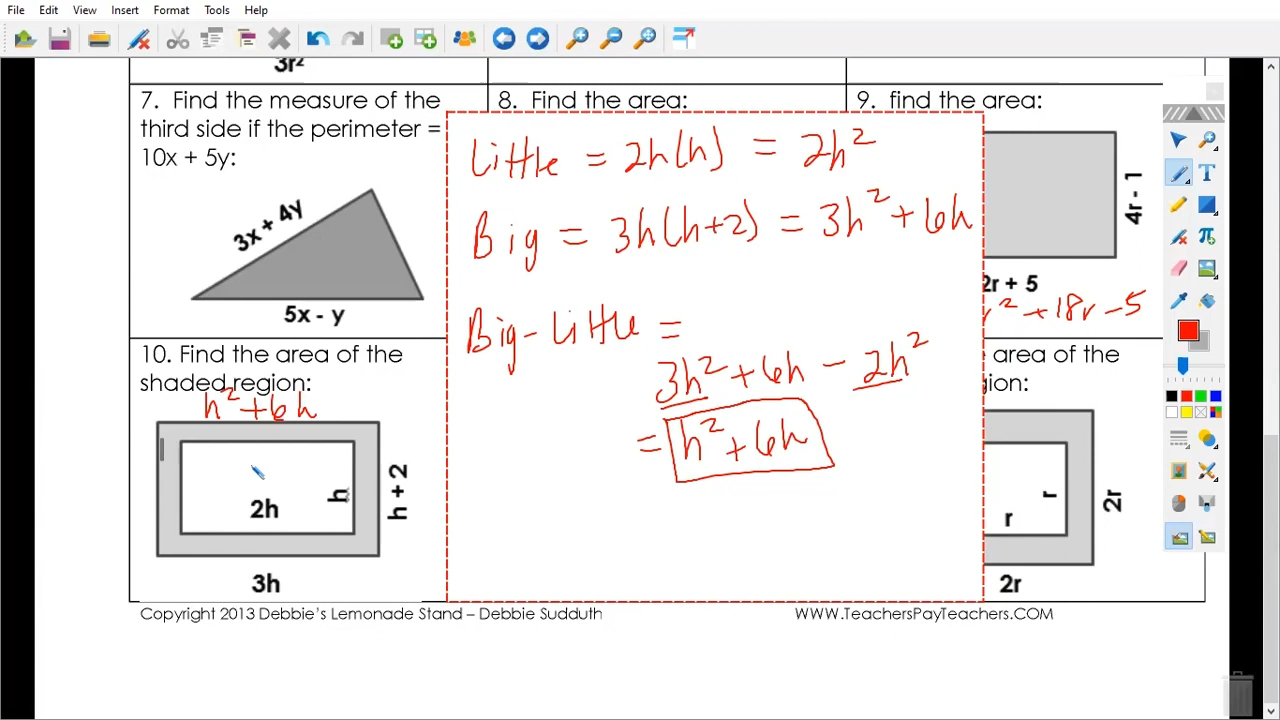 File Edit View Insert Format Tools Help
3r²
7. Find the measure of the
third side if the perimeter =
10x + 5y:
3x + 4y
5x - y
8. Find the area:
9. find the area:
4r - 1
2r + 5
² + 18r - 5
Little = 2h(h) = 2h²
Big = 3h(h+2) = 3h² + 6h
Big - Little =
3h² + 6h - 2h²
= h² + 6h
10. Find the area of the
shaded region:
h² + 6h
2h
h
h + 2
3h
area of the
r
r
2r
2r
Copyright 2013 Debbie's Lemonade Stand – Debbie Sudduth
WWW.TeachersPayTeachers.COM